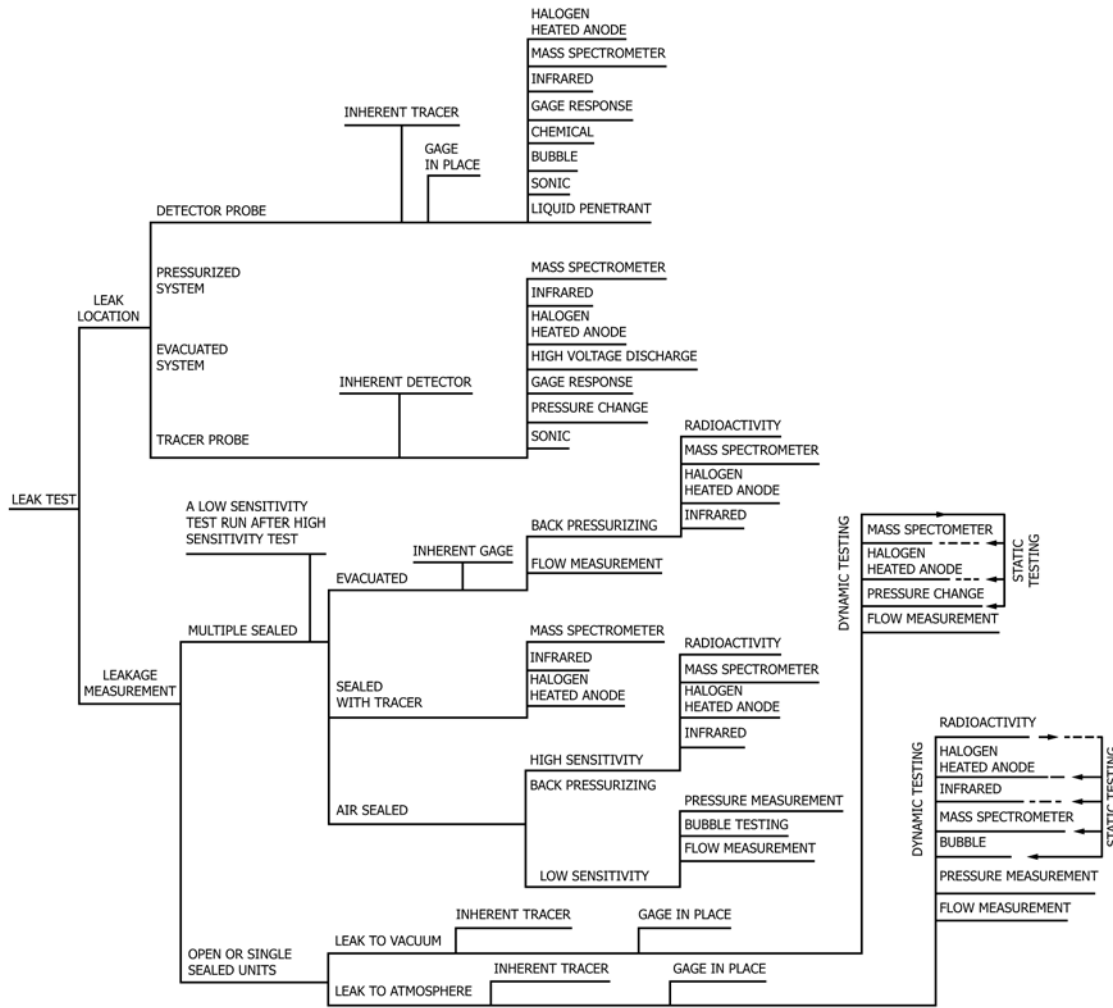 HALOGEN
HEATED ANODE
MASS SPECTROMETER
INFRARED
GAGE RESPONSE
CHEMICAL
BUBBLE
SONIC
LIQUID PENETRANT
INHERENT TRACER
GAGE
IN PLACE
DETECTOR PROBE
PRESSURIZED
SYSTEM
LEAK
LOCATION
EVACUATED
SYSTEM
TRACER PROBE
INHERENT DETECTOR
MASS SPECTROMETER
INFRARED
HALOGEN
HEATED ANODE
HIGH VOLTAGE DISCHARGE
GAGE RESPONSE
PRESSURE CHANGE
SONIC
LEAK TEST
A LOW SENSITIVITY
TEST RUN AFTER HIGH
SENSITIVITY TEST
MULTIPLE SEALED
LEAKAGE
MEASUREMENT
EVACUATED
INHERENT GAGE
BACK PRESSURIZING
FLOW MEASUREMENT
RADIOACTIVITY
MASS SPECTROMETER
HALOGEN
HEATED ANODE
INFRARED
SEALED
WITH TRACER
MASS SPECTROMETER
INFRARED
HALOGEN
HEATED ANODE
AIR SEALED
HIGH SENSITIVITY
BACK PRESSURIZING
RADIOACTIVITY
MASS SPECTROMETER
HALOGEN
HEATED ANODE
INFRARED
LOW SENSITIVITY
PRESSURE MEASUREMENT
BUBBLE TESTING
FLOW MEASUREMENT
OPEN OR SINGLE
SEALED UNITS
LEAK TO VACUUM
INHERENT TRACER
GAGE IN PLACE
DYNAMIC TESTING
MASS SPECTOMETER
HALOGEN
HEATED ANODE
PRESSURE CHANGE
FLOW MEASUREMENT
STATIC
TESTING
LEAK TO ATMOSPHERE
INHERENT TRACER
GAGE IN PLACE
DYNAMIC TESTING
RADIOACTIVITY
HALOGEN
HEATED ANODE
INFRARED
MASS SPECTROMETER
BUBBLE
PRESSURE MEASUREMENT
FLOW MEASUREMENT
STATIC TESTING